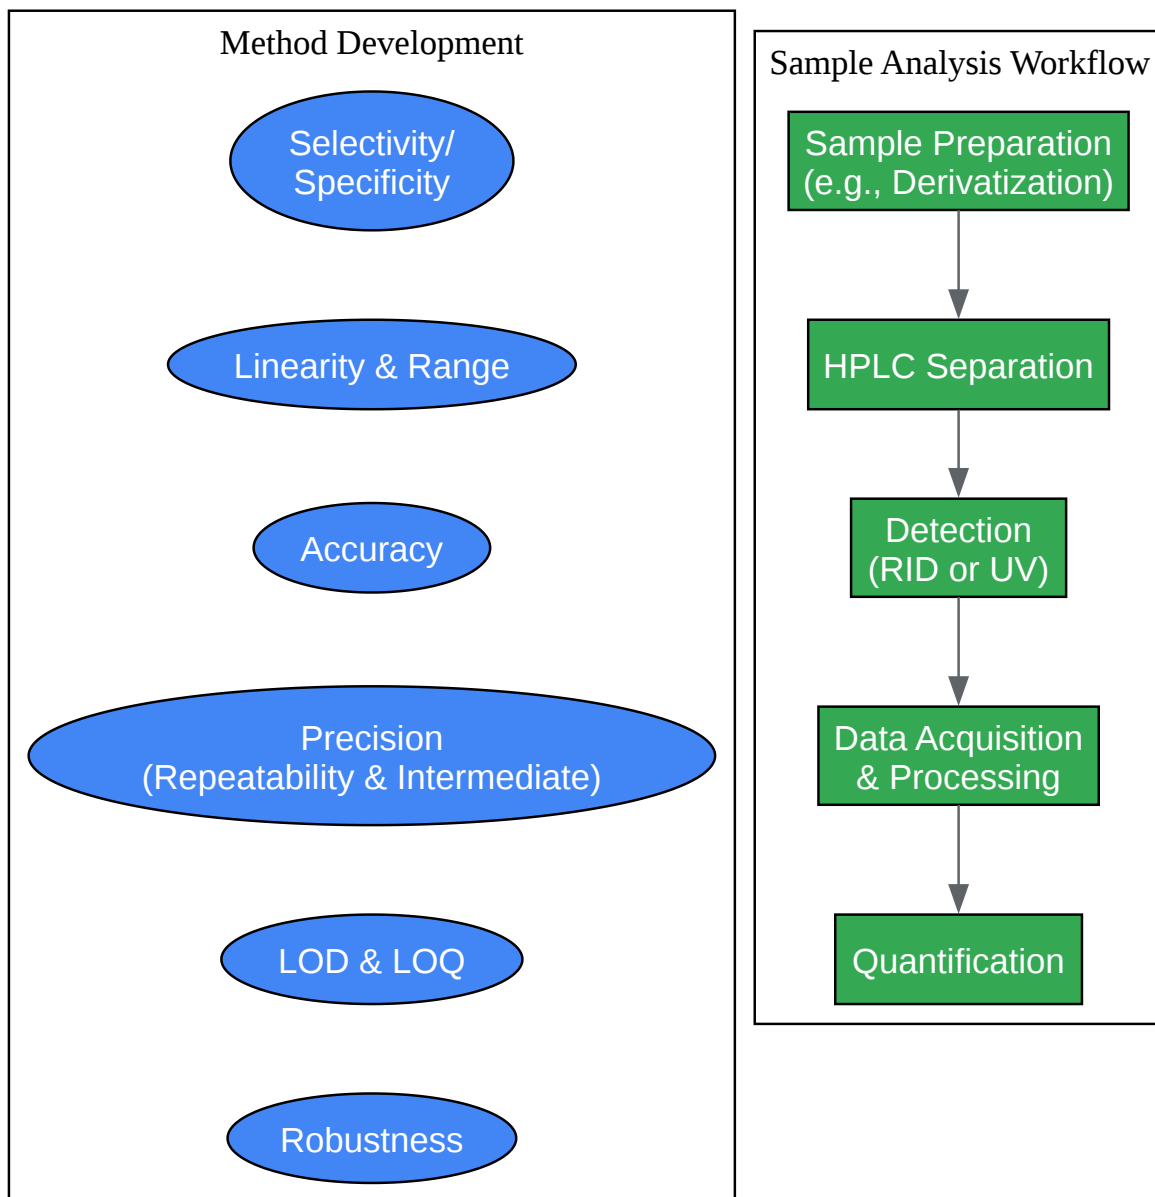 Method Development
Selectivity/
Specificity
Linearity & Range
Accuracy
Precision
(Repeatability & Intermediate)
LOD & LOQ
Robustness
Sample Analysis Workflow
Sample Preparation
(e.g., Derivatization)
HPLC Separation
Detection
(RID or UV)
Data Acquisition
& Processing
Quantification